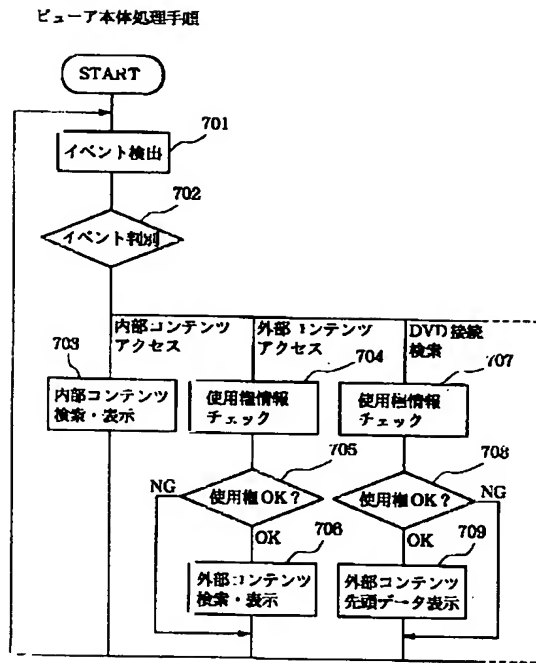 ビューア本体処理手順
START
701
イベント検出
702
イベント判別
内部コンテンツ
アクセス
外部コンテンツ
アクセス
DVD接続
検索
703
内部コンテンツ
検索・表示
704
使用権情報
チェック
707
使用権情報
チェック
705
NG
使用権OK?
OK
708
使用権OK?
NG
OK
706
外部コンテンツ
検索・表示
709
外部コンテンツ
先頭データ表示